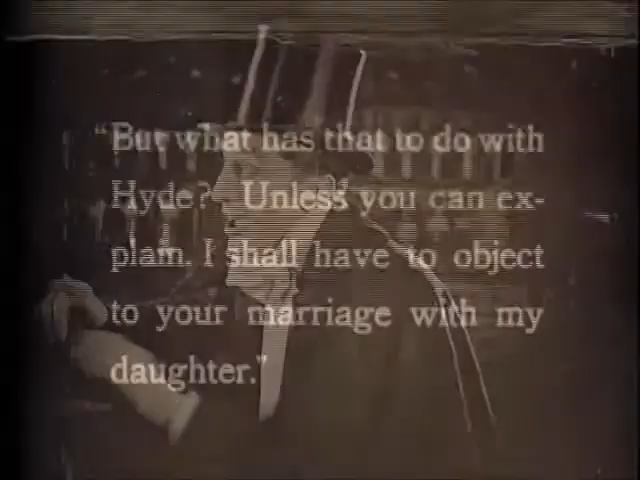 "But what has that to do with
Hyde? Unless you can ex-
plain, I shall have to object
to your marriage with my
daughter."